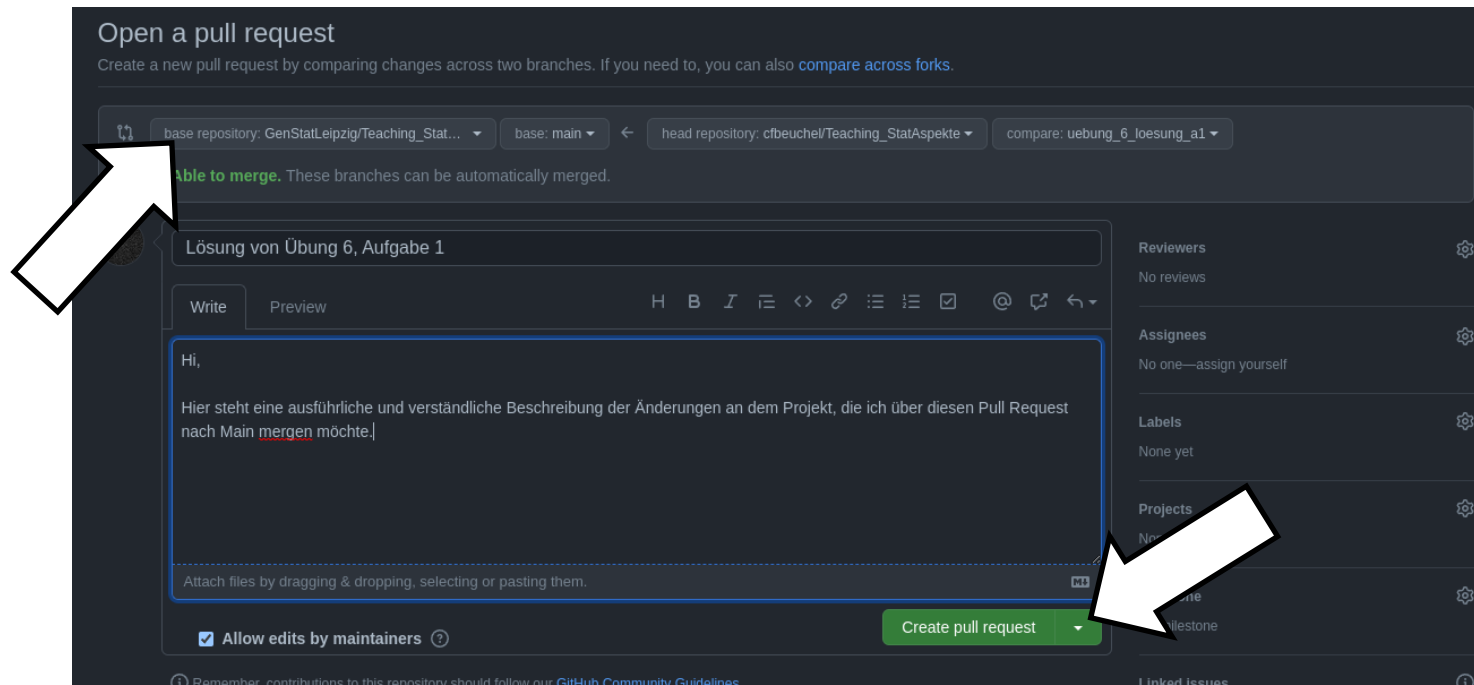 Open a pull request
Create a new pull request by comparing changes across two branches. If you need to, you can also compare across forks.
base repository: GenStatLeipzig/Teaching_Stat... base: main head repository: cfbeuchel/Teaching_StatAspekte compare: uebung_6_loesung_a1
Able to merge. These branches can be automatically merged.
Lösung von Übung 6, Aufgabe 1
Write Preview
Hi,
Hier steht eine ausführliche und verständliche Beschreibung der Änderungen an dem Projekt, die ich über diesen Pull Request
nach Main mergen möchte.
Attach files by dragging & dropping, selecting or pasting them.
Allow edits by maintainers
Create pull request
Remember, contributions to this repository should follow our GitHub Community Guidelines.
Reviewers
No reviews
Assignees
No one—assign yourself
Labels
None yet
Projects
Linked issues